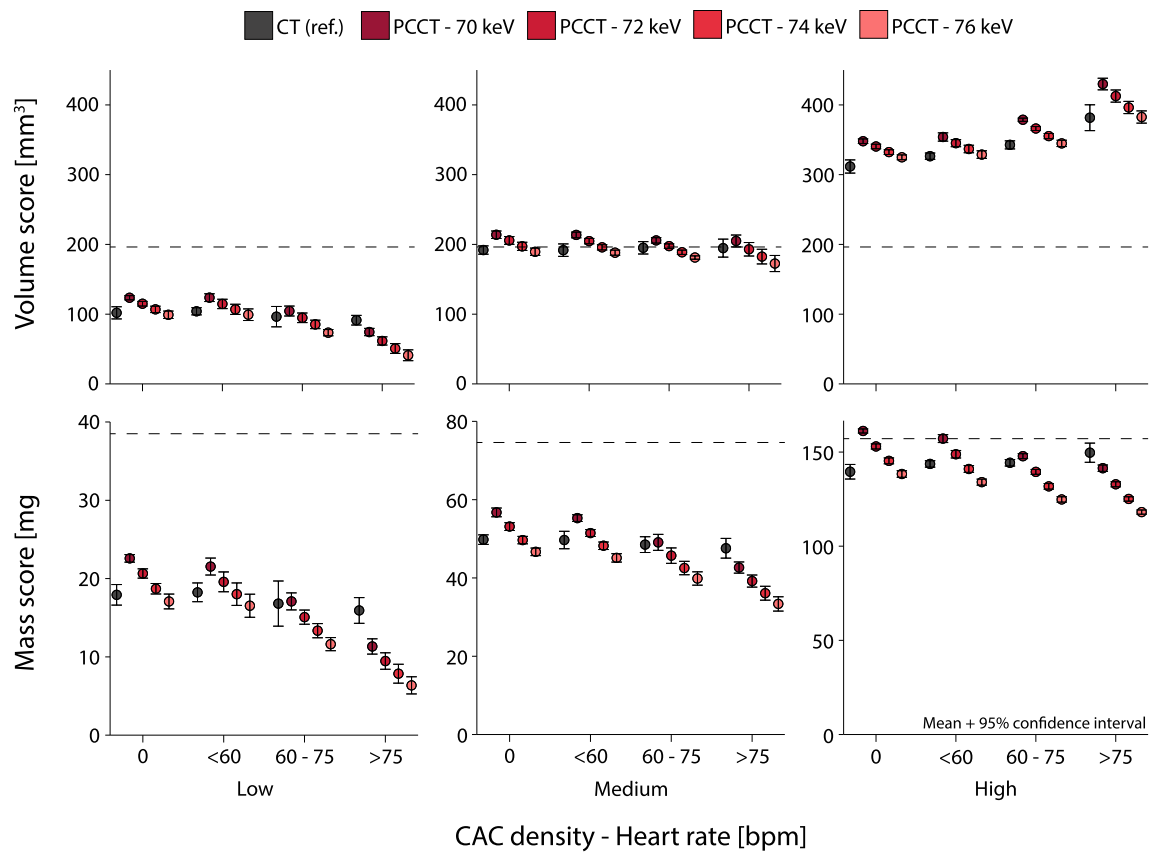 CT (ref.) PCCT - 70 keV PCCT - 72 keV PCCT - 74 keV PCCT - 76 keV
Volume score [mm³]
400 400 400
300 300 300
200 200 200
100 100 100
0 0 0
Mass score [mg
40 80
150
30 60
100
20 40
50
10 20
Mean + 95% confidence interval
0 0 0
0 <60 60 - 75 >75 0 <60 60 - 75 >75 0 <60 60 - 75 >75
Low Medium High
CAC density - Heart rate [bpm]